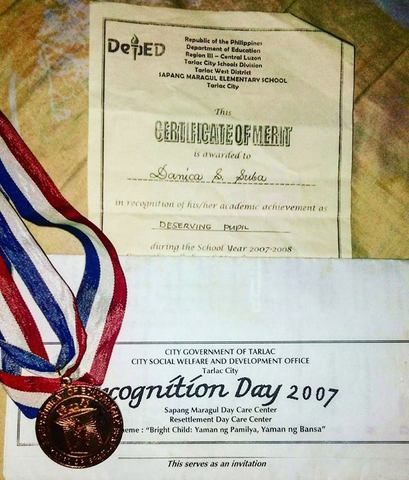 DepED
Republic of the Philippines
Department of Education
Region III - Central Luzon
Tarlac City Schools Division
Tarlac West District
SAPANG MARAGUL ELEMENTARY SCHOOL
Tarlac City
This
CERTIFICATE OF MERIT
is awarded to
Danica S. Suba
in recognition of his/her academic achievement as
DESERVING PUPIL
during the School Year 2007-2008
CITY GOVERNMENT OF TARLAC
CITY SOCIAL WELFARE AND DEVELOPMENT OFFICE
Tarlac City
cognition Day 2007
Sapang Maragul Day Care Center
Resettlement Day Care Center
eme : "Bright Child: Yaman ng Pamilya, Yaman ng Bansa"
This serves as an invitation